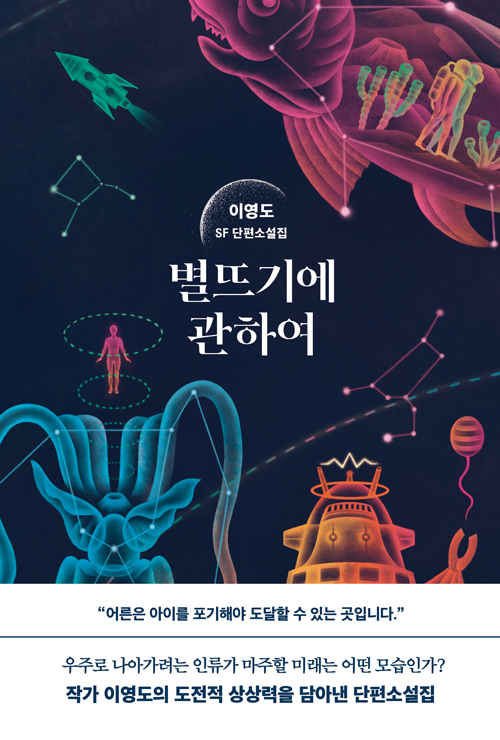 이영도
SF 단편소설집
별뜨기에
관하여
“어른은 아이를 포기해야 도달할 수 있는 곳입니다.”
우주로 나아가려는 인류가 마주할 미래는 어떤 모습인가?
작가 이영도의 도전적 상상력을 담아낸 단편소설집